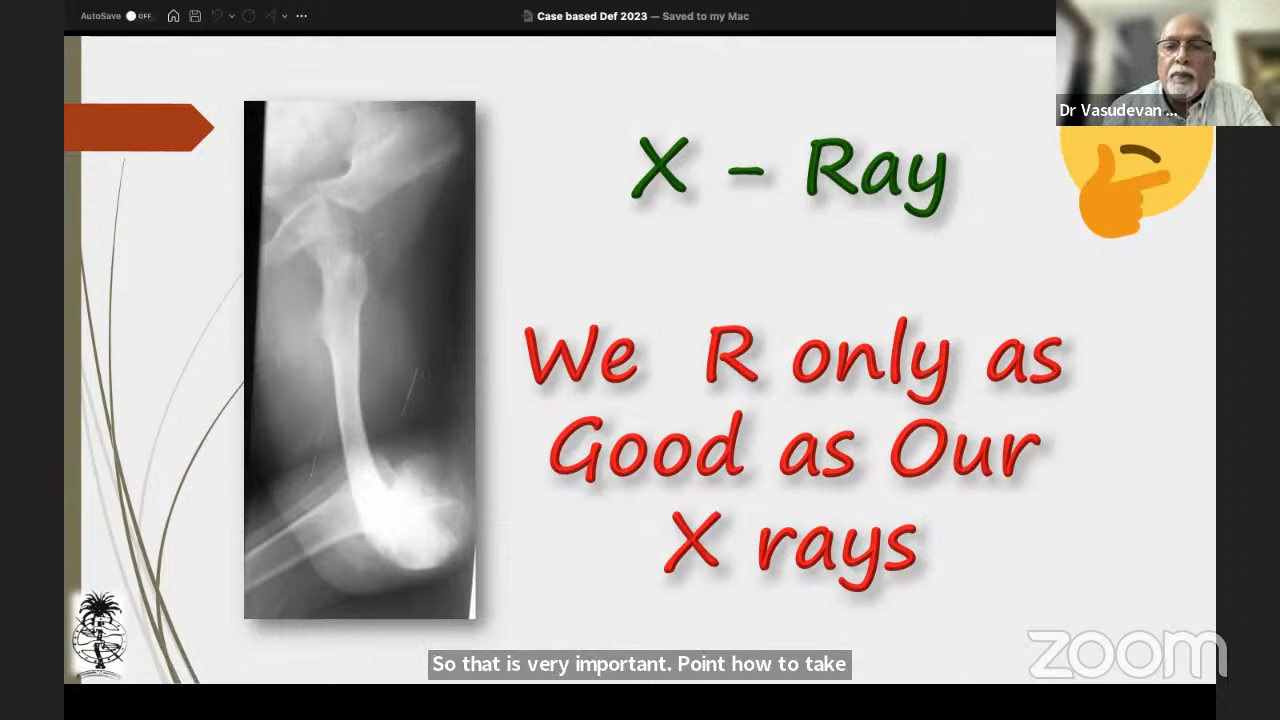 AutoSave OFF
Case based Def 2023 — Saved to my Mac
Dr Vasudevan ...
X - Ray
We R only as
Good as Our
X rays
So that is very important. Point how to take
zoom